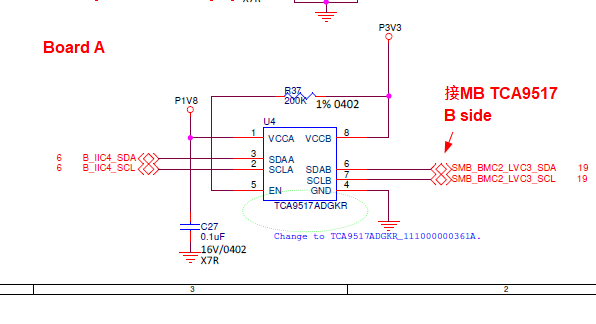 X7R
Board A
P3V3
R37
200K
1% 0402
P1V8
接MB TCA9517
B side
U4
1
VCCA
VCCB
8
6
B_IIC4_SDA
3
SDAA
6
B_IIC4_SCL
2
SCLA
SDAB
6
SMB_BMC2_LVC3_SDA
19
SCLB
7
SMB_BMC2_LVC3_SCL
19
5
EN
GND
4
TCA9517ADGKR
C27
0.1uF
16V/0402
X7R
Change to TCA9517ADGKR_111000000361A.
3
2